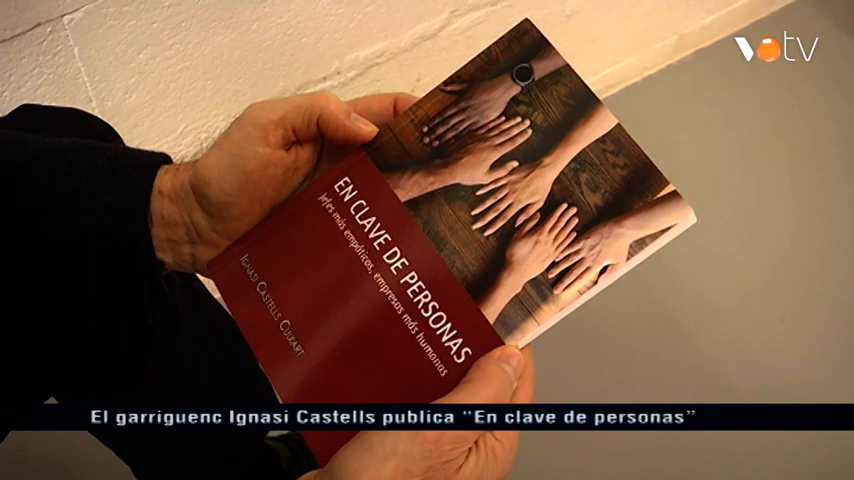 votv
EN CLAVE DE PERSONAS
jefes más empáticos, empresas más humanas
IGNASI CASTELLS CUIXART
El garriguenc Ignasi Castells publica "En clave de personas"